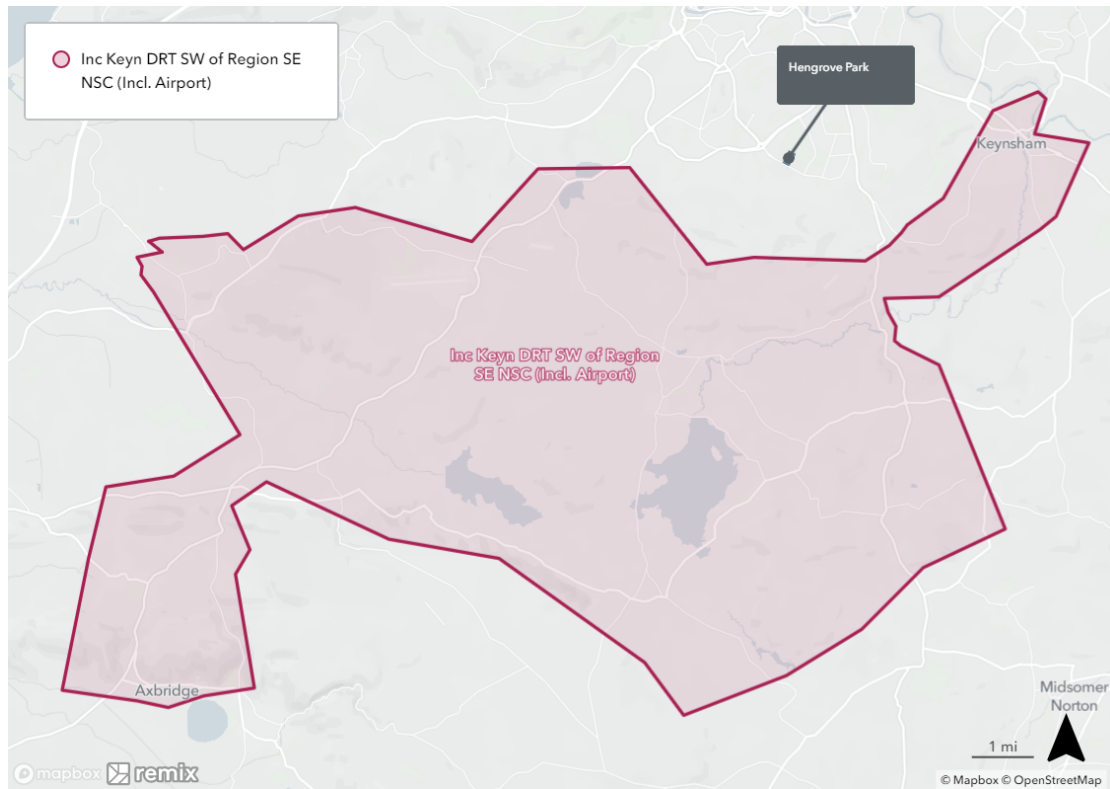 Inc Keyn DRT SW of Region SE
NSC (Incl. Airport)
Hengrove Park
Keynsham
Inc Keyn DRT SW of Region
SE NSC (Incl. Airport)
Axbridge
Midsomer
Norton
1 mi
mapbox remix
© Mapbox © OpenStreetMap